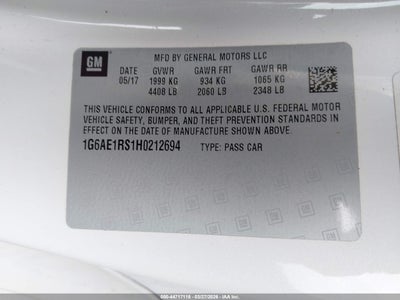 GM
MFD BY GENERAL MOTORS LLC
DATE GVWR GAWR FRT GAWR RR
05/17 1999 KG 934 KG 1065 KG
4408 LB 2060 LB 2348 LB
THIS VEHICLE CONFORMS TO ALL APPLICABLE U.S. FEDERAL MOTOR
VEHICLE SAFETY, BUMPER, AND THEFT PREVENTION STANDARDS IN
EFFECT ON THE DATE OF MANUFACTURE SHOWN ABOVE.
1G6AE1RS1H0212694 TYPE: PASS CAR